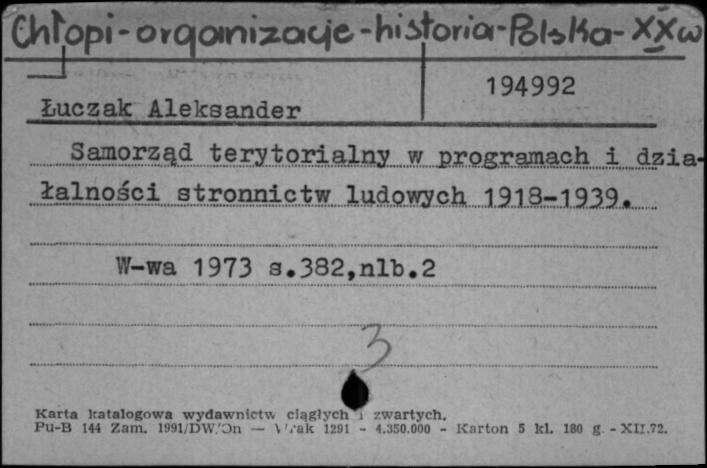 Chłopi-organizacje-historia-Polska-XXw
194992
Łuczak Aleksander
Samorząd terytorialny w programach i dzia-
łalności stronnictw ludowych 1918-1939.
W-wa 1973 s.382,nlb.2
3
Karta katalogowa wydawnictw ciągłych i zwartych.
Pu-B 144 Zam. 1991/DW/On — 1291 - 4.350.000 - Karton 5 kl. 180 g. - XII.72.